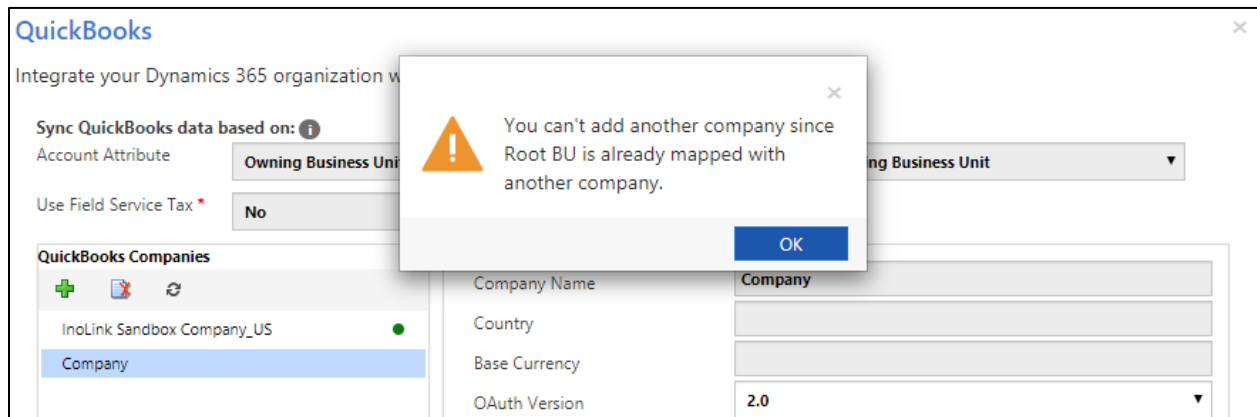 QuickBooks
Integrate your Dynamics 365 organization w
You can't add another company since
Root BU is already mapped with
another company.
OK
Sync QuickBooks data based on:
Account Attribute
Owning Business Uni
ng Business Unit
Use Field Service Tax *
No
QuickBooks Companies
InoLink Sandbox Company_US
Company
Company Name
Company
Country
Base Currency
OAuth Version
2.0